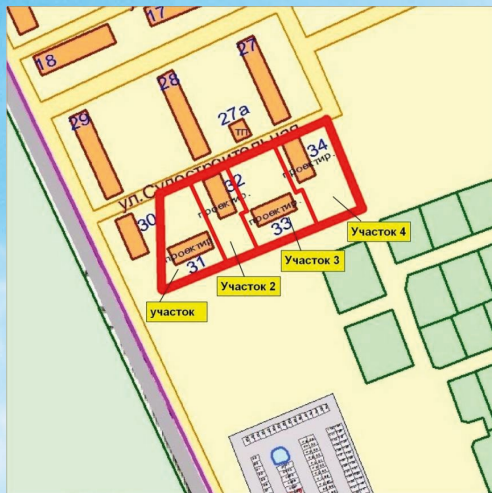 17
18
27
28
29
27а
ТП
ул.Судостроительная
34
проектир.
32
проектир.
30
проектир.
33
проектир.
31
Участок 4
Участок 3
Участок 2
участок